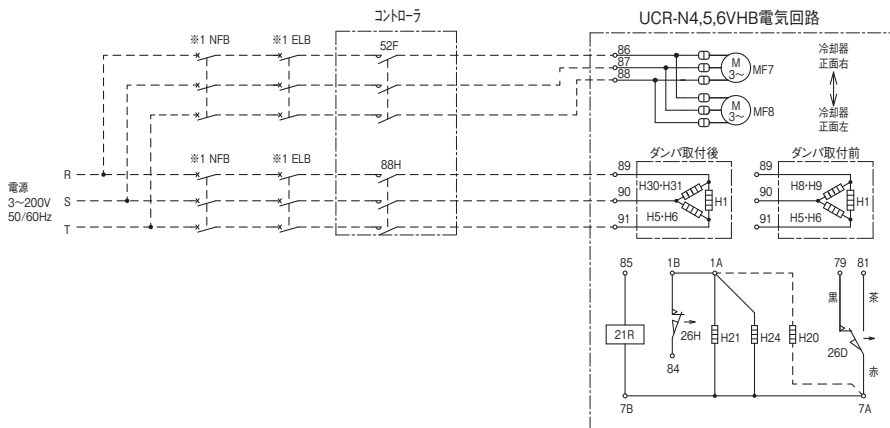 コントローラ
UCR-N4,5,6VHB電気回路
※1 NFB
※1 ELB
52F
86
87
88
M
3~
MF7
M
3~
MF8
冷却器
正面右
冷却器
正面左
電源
3~200V
50/60Hz
R
S
T
※1 NFB
※1 ELB
88H
ダンパ取付後
89
90
91
H30・H31
H5・H6
H1
ダンパ取付前
89
90
91
H8・H9
H5・H6
H1
85
1B
1A
79
81
黒
茶
21R
26H
84
H21
H24
H20
26D
赤
7B
7A